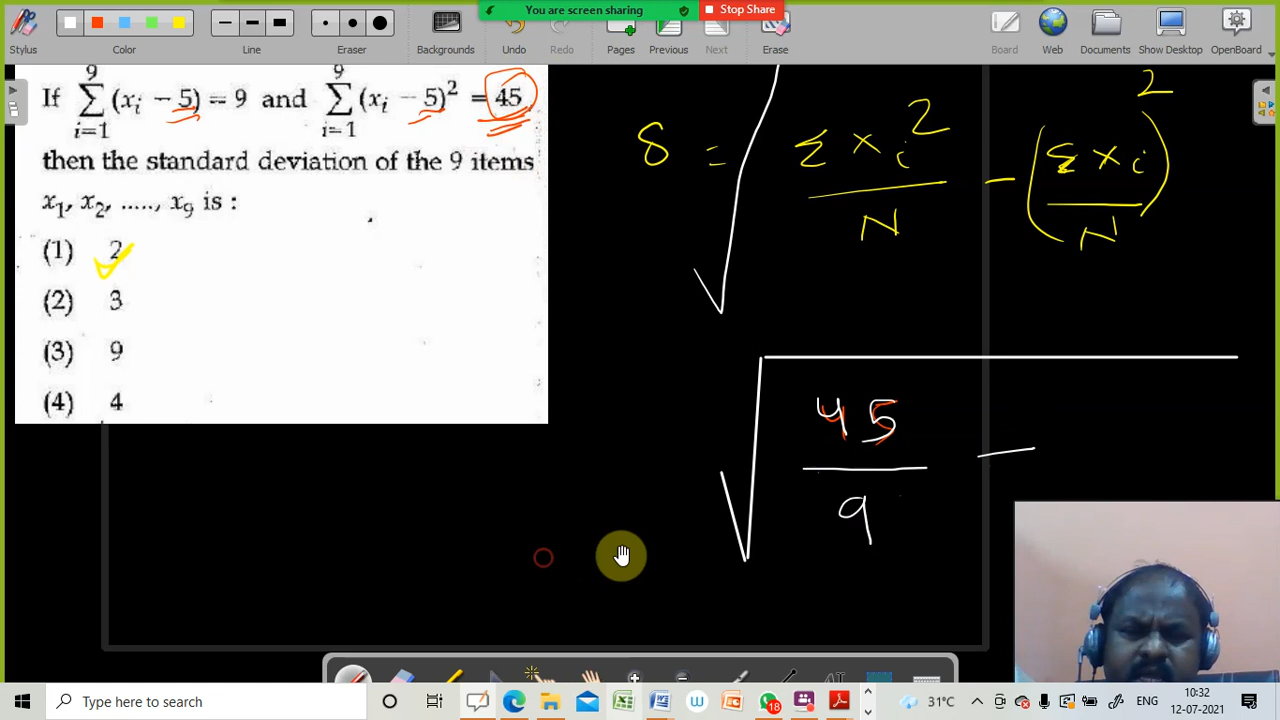 You are screen sharing
Stop Share
Stylus Color Line Eraser Backgrounds Undo Redo Pages Previous Next Erase Board Web Documents Show Desktop OpenBoard
9 9
If Σ (xᵢ − 5) = 9 and Σ (xᵢ − 5)² = 45
i=1 i=1
then the standard deviation of the 9 items
x₁, x₂, ....., x₉ is :
(1) 2
(2) 3
(3) 9
(4) 4
δ = √ Σ xᵢ² / N − (Σ xᵢ / N)²
√ 45 / 9 −
Type here to search
W
18
31°C
ENG
10:32
12-07-2021